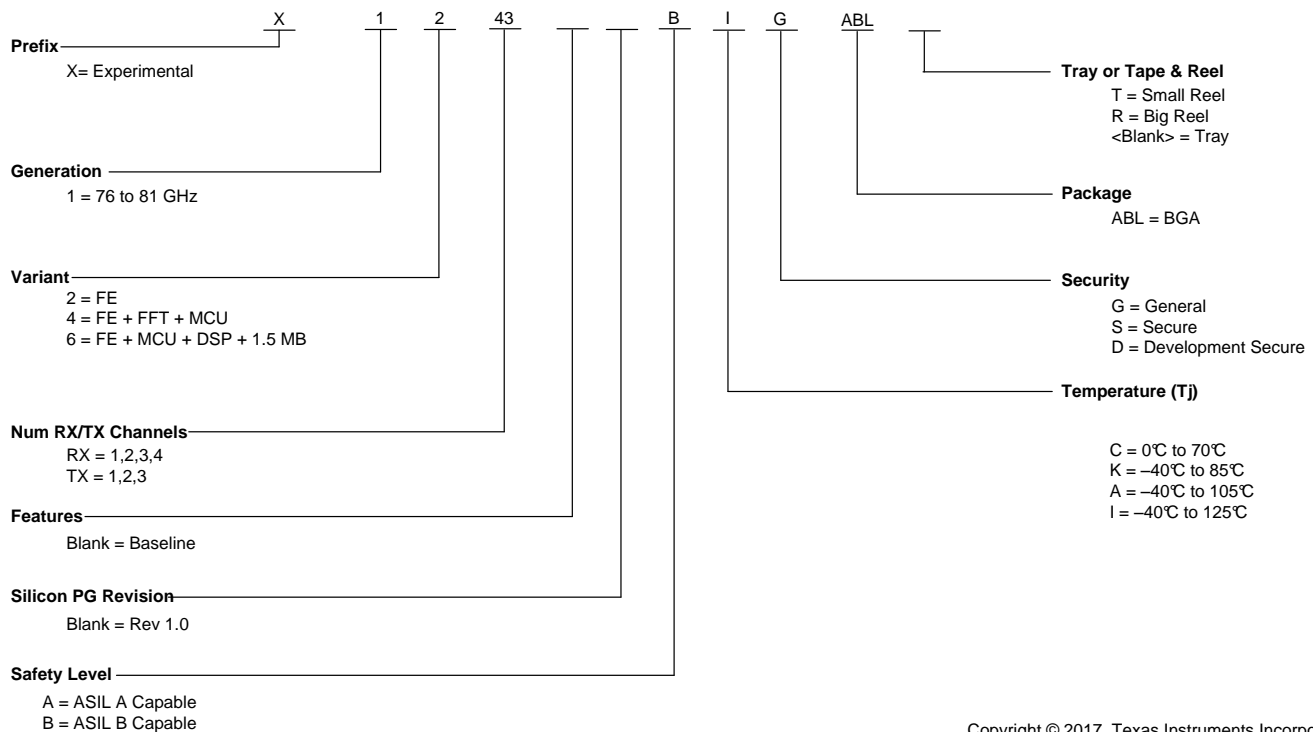 X 1 2 43 B I G ABL
Prefix
X= Experimental
Generation
1 = 76 to 81 GHz
Variant
2 = FE
4 = FE + FFT + MCU
6 = FE + MCU + DSP + 1.5 MB
Num RX/TX Channels
RX = 1,2,3,4
TX = 1,2,3
Features
Blank = Baseline
Silicon PG Revision
Blank = Rev 1.0
Safety Level
A = ASIL A Capable
B = ASIL B Capable
Tray or Tape & Reel
T = Small Reel
R = Big Reel
<Blank> = Tray
Package
ABL = BGA
Security
G = General
S = Secure
D = Development Secure
Temperature (Tj)
C = 0°C to 70°C
K = –40°C to 85°C
A = –40°C to 105°C
I = –40°C to 125°C
Copyright © 2017, Texas Instruments Incorpo